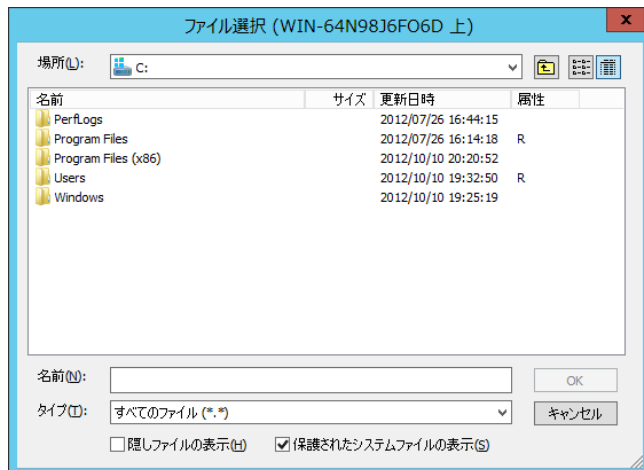 ファイル選択 (WIN-64N98J6FO6D 上)
x
場所(L): C:
名前 サイズ 更新日時 属性
PerfLogs 2012/07/26 16:44:15
Program Files 2012/07/26 16:14:18 R
Program Files (x86) 2012/10/10 20:20:52
Users 2012/10/10 19:32:50 R
Windows 2012/10/10 19:25:19
名前(N): OK
タイプ(T): すべてのファイル (*.*) キャンセル
隠しファイルの表示(H) 保護されたシステムファイルの表示(S)